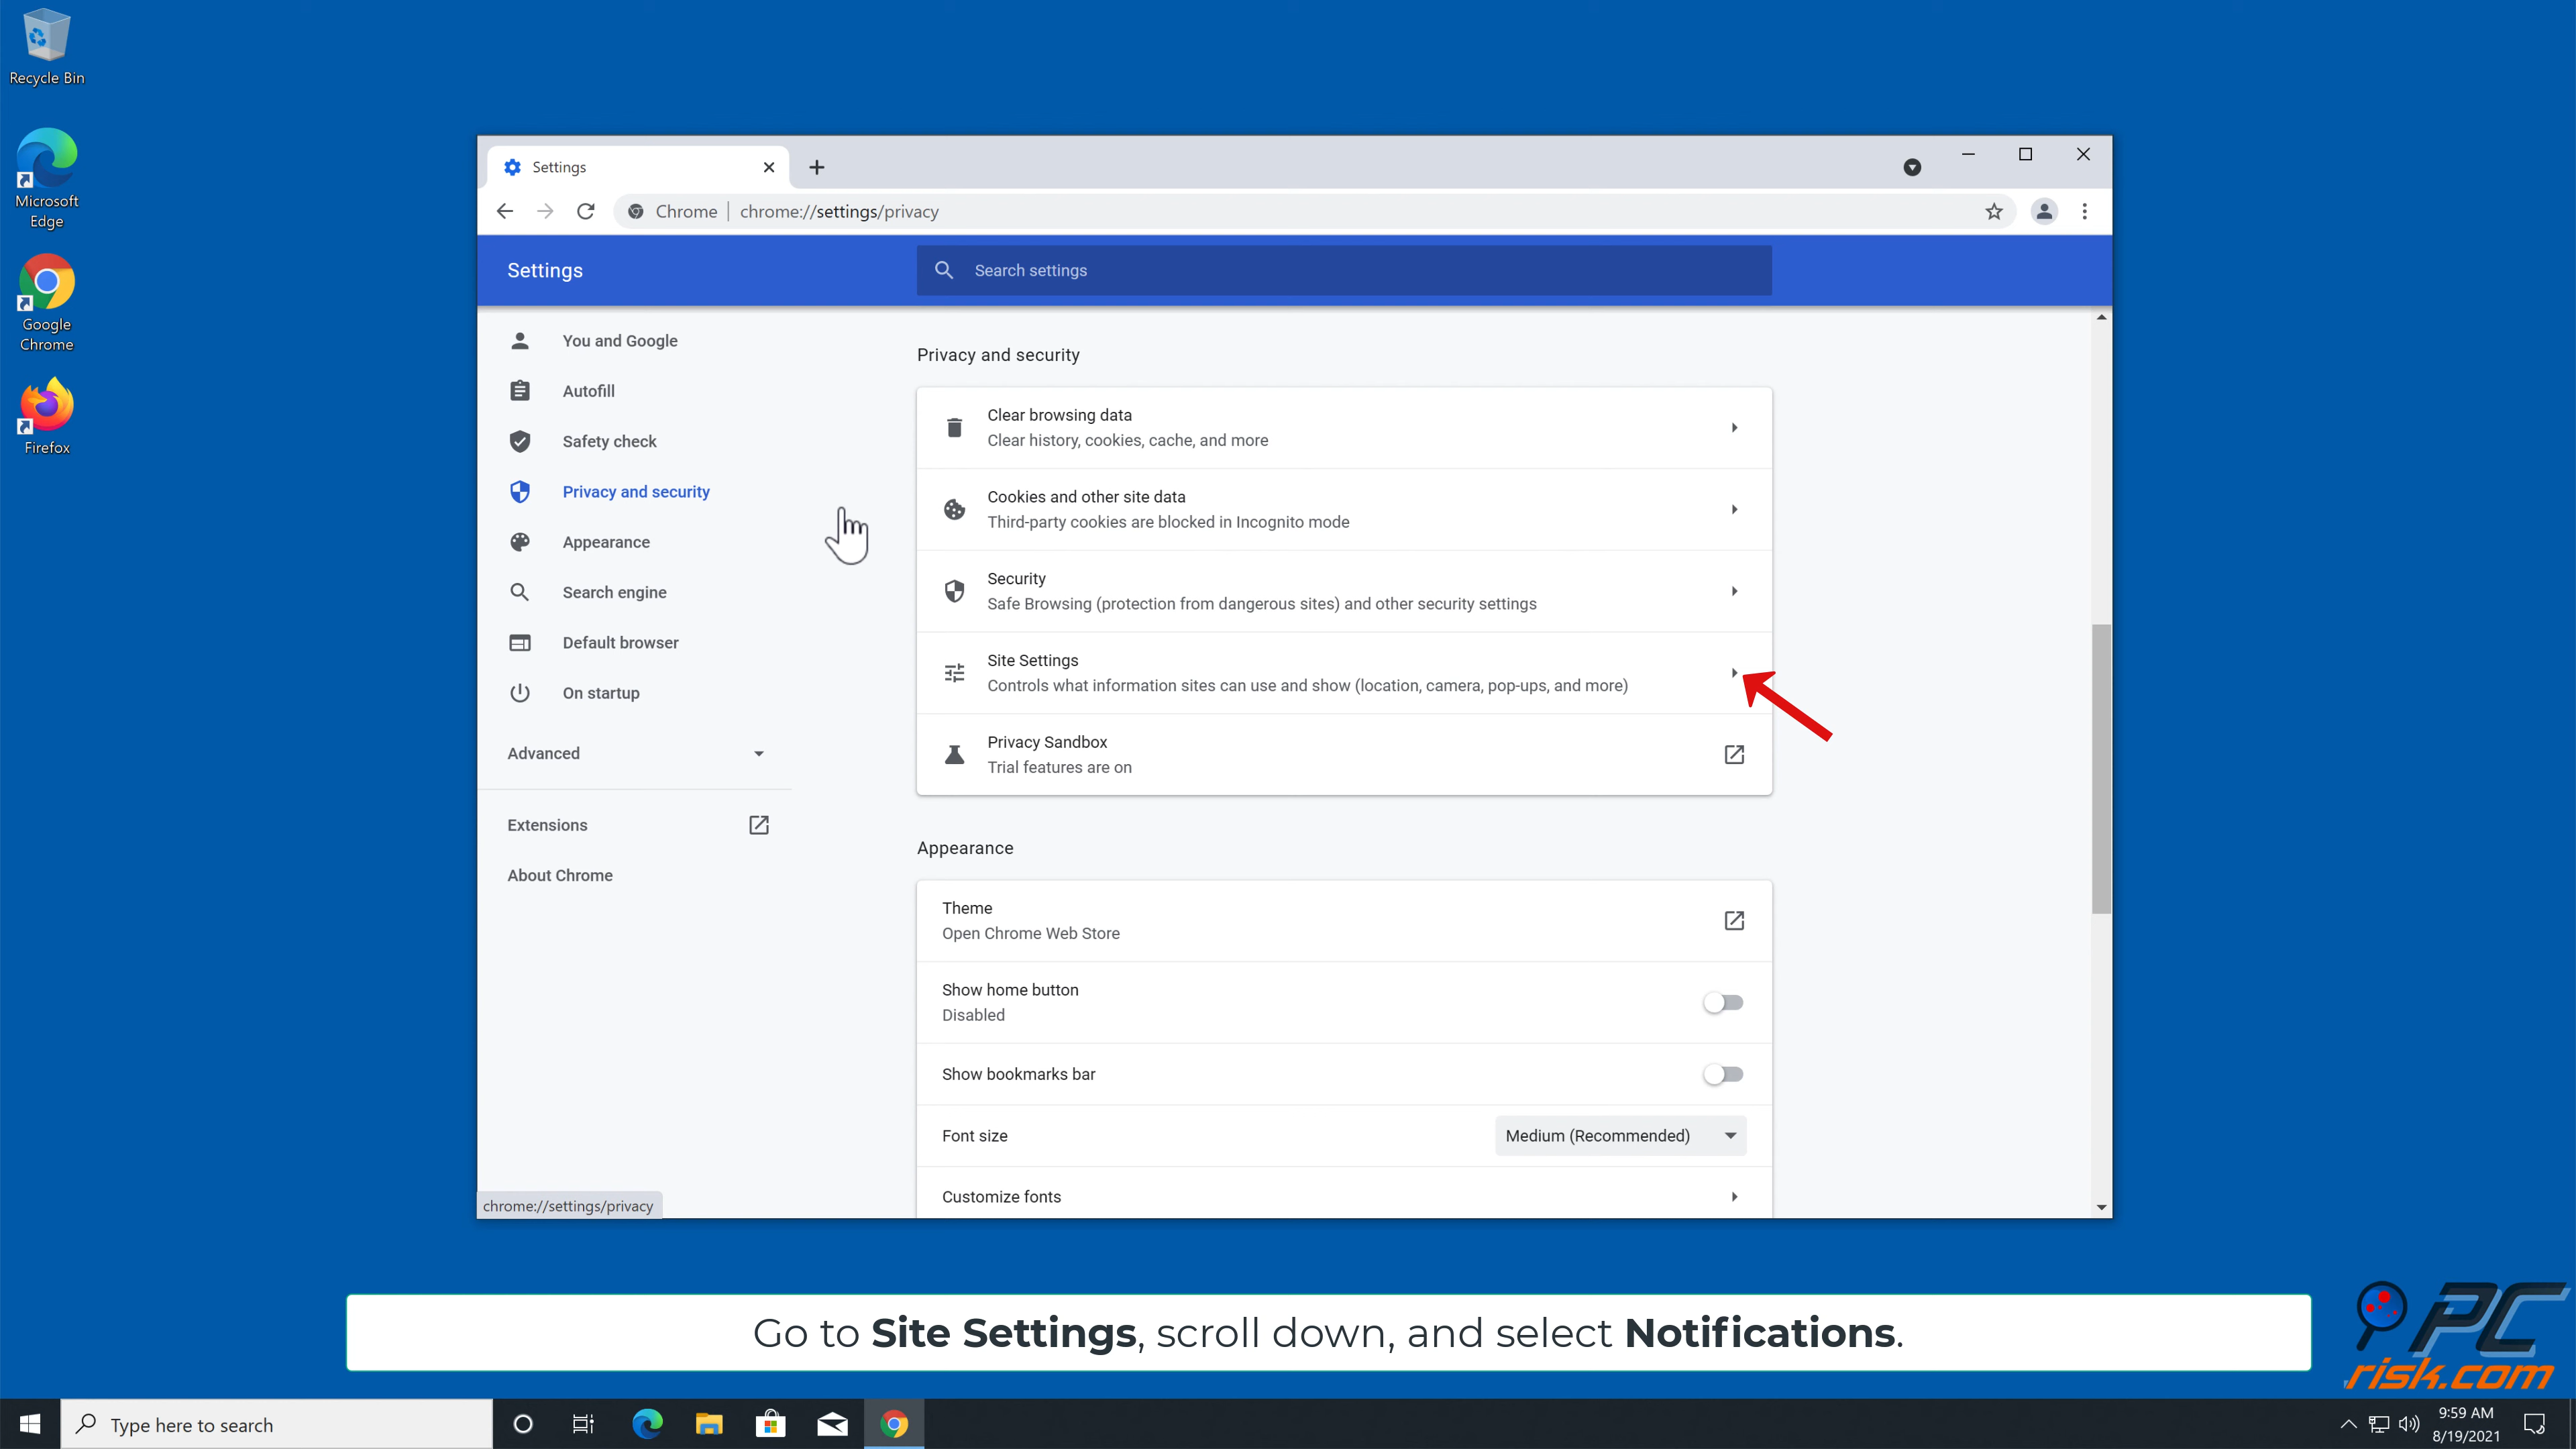 Recycle Bin
Microsoft
Edge
Google
Chrome
Firefox
Settings
Chrome | chrome://settings/privacy
Settings
Search settings
You and Google
Autofill
Safety check
Privacy and security
Appearance
Search engine
Default browser
On startup
Advanced
Extensions
About Chrome
Privacy and security
Clear browsing data
Clear history, cookies, cache, and more
Cookies and other site data
Third-party cookies are blocked in Incognito mode
Security
Safe Browsing (protection from dangerous sites) and other security settings
Site Settings
Controls what information sites can use and show (location, camera, pop-ups, and more)
Privacy Sandbox
Trial features are on
Appearance
Theme
Open Chrome Web Store
Show home button
Disabled
Show bookmarks bar
Font size
Medium (Recommended)
Customize fonts
chrome://settings/privacy
Go to Site Settings, scroll down, and select Notifications.
PC
risk.com
Type here to search
9:59 AM
8/19/2021